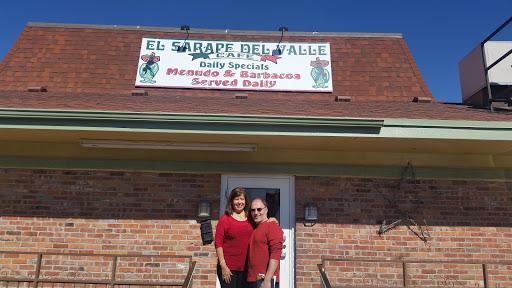 EL SARAPE DEL VALLE
CAFE
Daily Specials
Menudo & Barbacoa
Served Daily